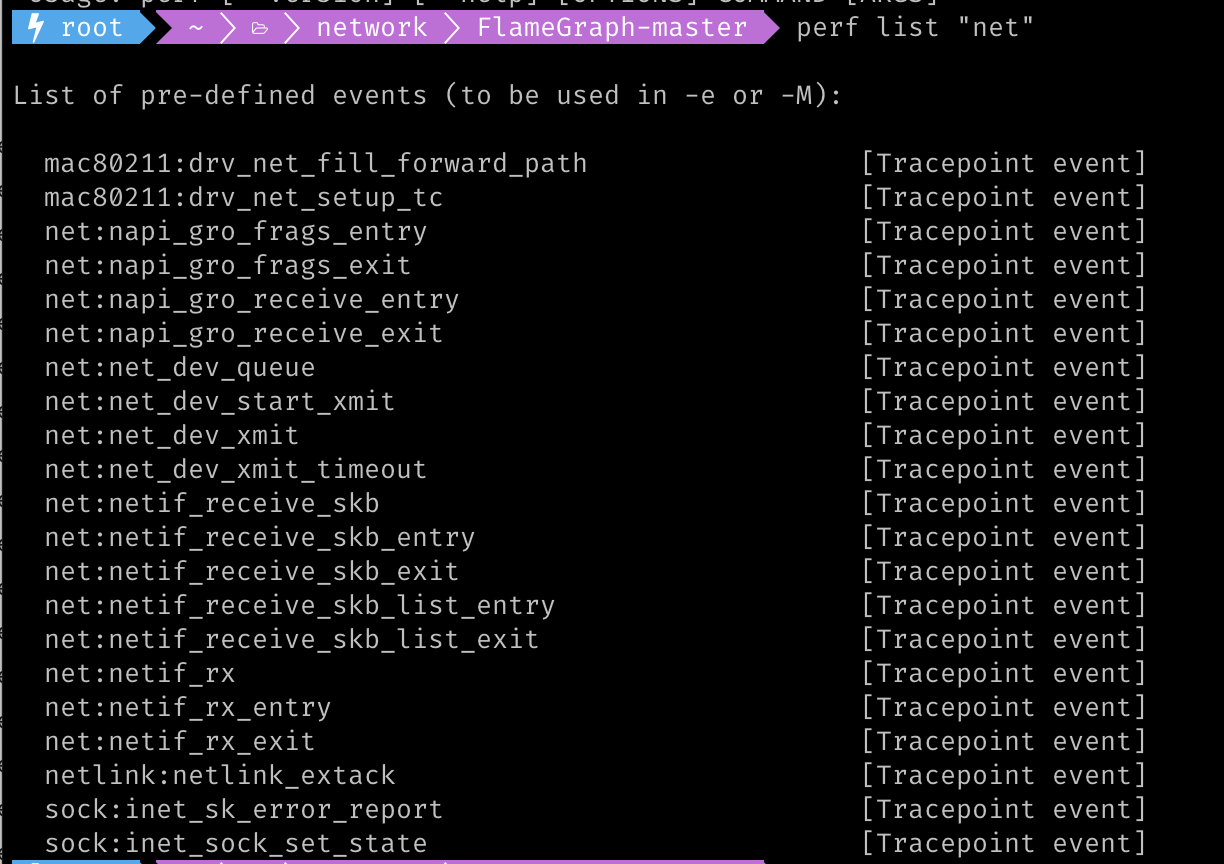 root ~ network FlameGraph-master perf list "net"
List of pre-defined events (to be used in -e or -M):
mac80211:drv_net_fill_forward_path [Tracepoint event]
mac80211:drv_net_setup_tc [Tracepoint event]
net:napi_gro_frags_entry [Tracepoint event]
net:napi_gro_frags_exit [Tracepoint event]
net:napi_gro_receive_entry [Tracepoint event]
net:napi_gro_receive_exit [Tracepoint event]
net:net_dev_queue [Tracepoint event]
net:net_dev_start_xmit [Tracepoint event]
net:net_dev_xmit [Tracepoint event]
net:net_dev_xmit_timeout [Tracepoint event]
net:netif_receive_skb [Tracepoint event]
net:netif_receive_skb_entry [Tracepoint event]
net:netif_receive_skb_exit [Tracepoint event]
net:netif_receive_skb_list_entry [Tracepoint event]
net:netif_receive_skb_list_exit [Tracepoint event]
net:netif_rx [Tracepoint event]
net:netif_rx_entry [Tracepoint event]
net:netif_rx_exit [Tracepoint event]
netlink:netlink_extack [Tracepoint event]
sock:inet_sk_error_report [Tracepoint event]
sock:inet_sock_set_state [Tracepoint event]